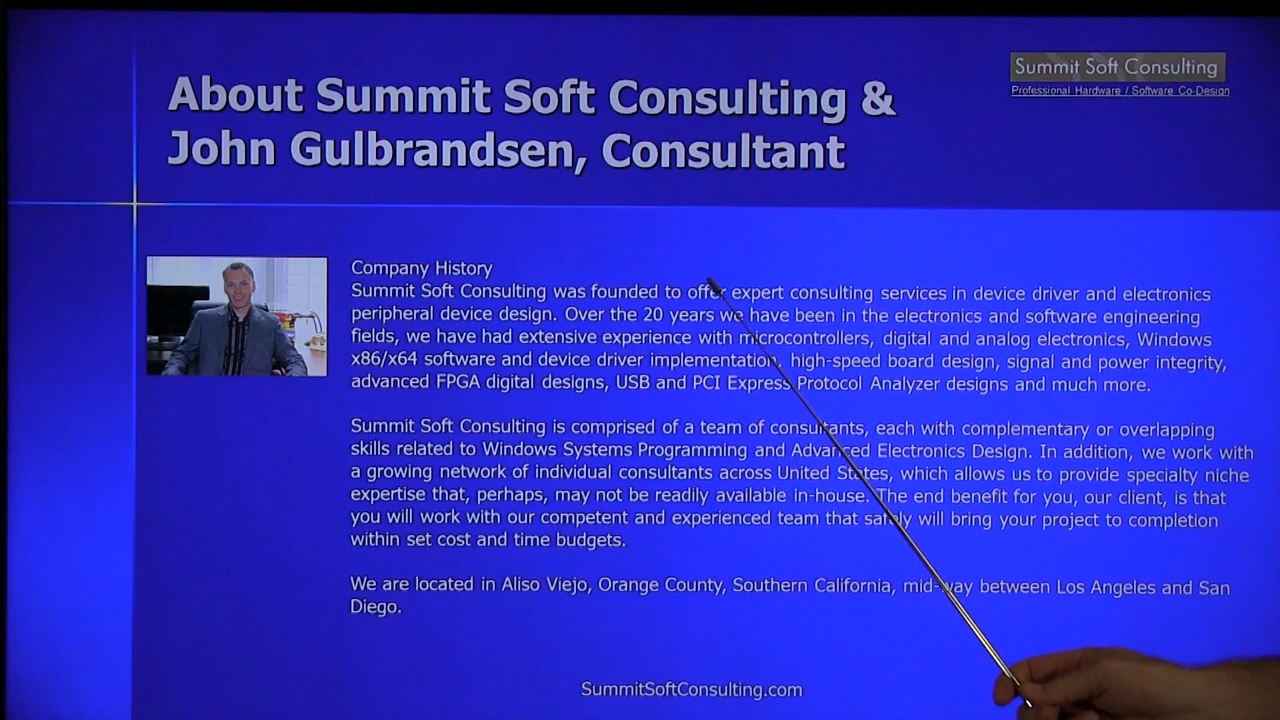 Summit Soft Consulting
Professional Hardware / Software Co-Design
About Summit Soft Consulting &
John Gulbrandsen, Consultant
Company History
Summit Soft Consulting was founded to offer expert consulting services in device driver and electronics
peripheral device design. Over the 20 years we have been in the electronics and software engineering
fields, we have had extensive experience with microcontrollers, digital and analog electronics, Windows
x86/x64 software and device driver implementation, high-speed board design, signal and power integrity,
advanced FPGA digital designs, USB and PCI Express Protocol Analyzer designs and much more.
Summit Soft Consulting is comprised of a team of consultants, each with complementary or overlapping
skills related to Windows Systems Programming and Advanced Electronics Design. In addition, we work with
a growing network of individual consultants across United States, which allows us to provide specialty niche
expertise that, perhaps, may not be readily available in-house. The end benefit for you, our client, is that
you will work with our competent and experienced team that safely will bring your project to completion
within set cost and time budgets.
We are located in Aliso Viejo, Orange County, Southern California, mid-way between Los Angeles and San
Diego.
SummitSoftConsulting.com